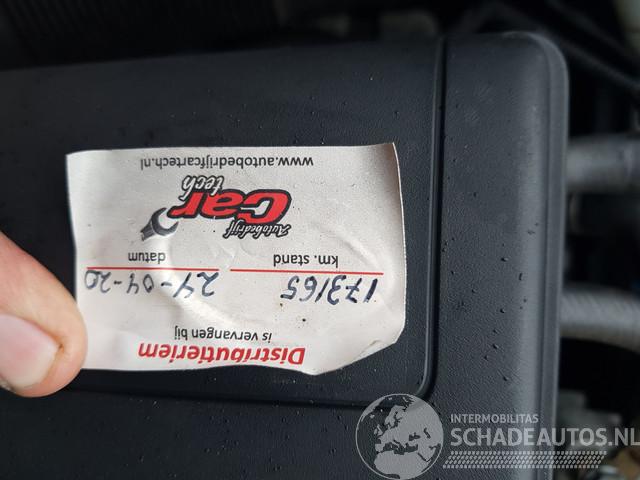 Distributieriem
is vervangen bij
173165 24-04-20
km. stand datum
Autobedrijf
Car
tech
www.autobedrijfcartech.nl
INTERMOBILITAS
SCHADEAUTOS.NL